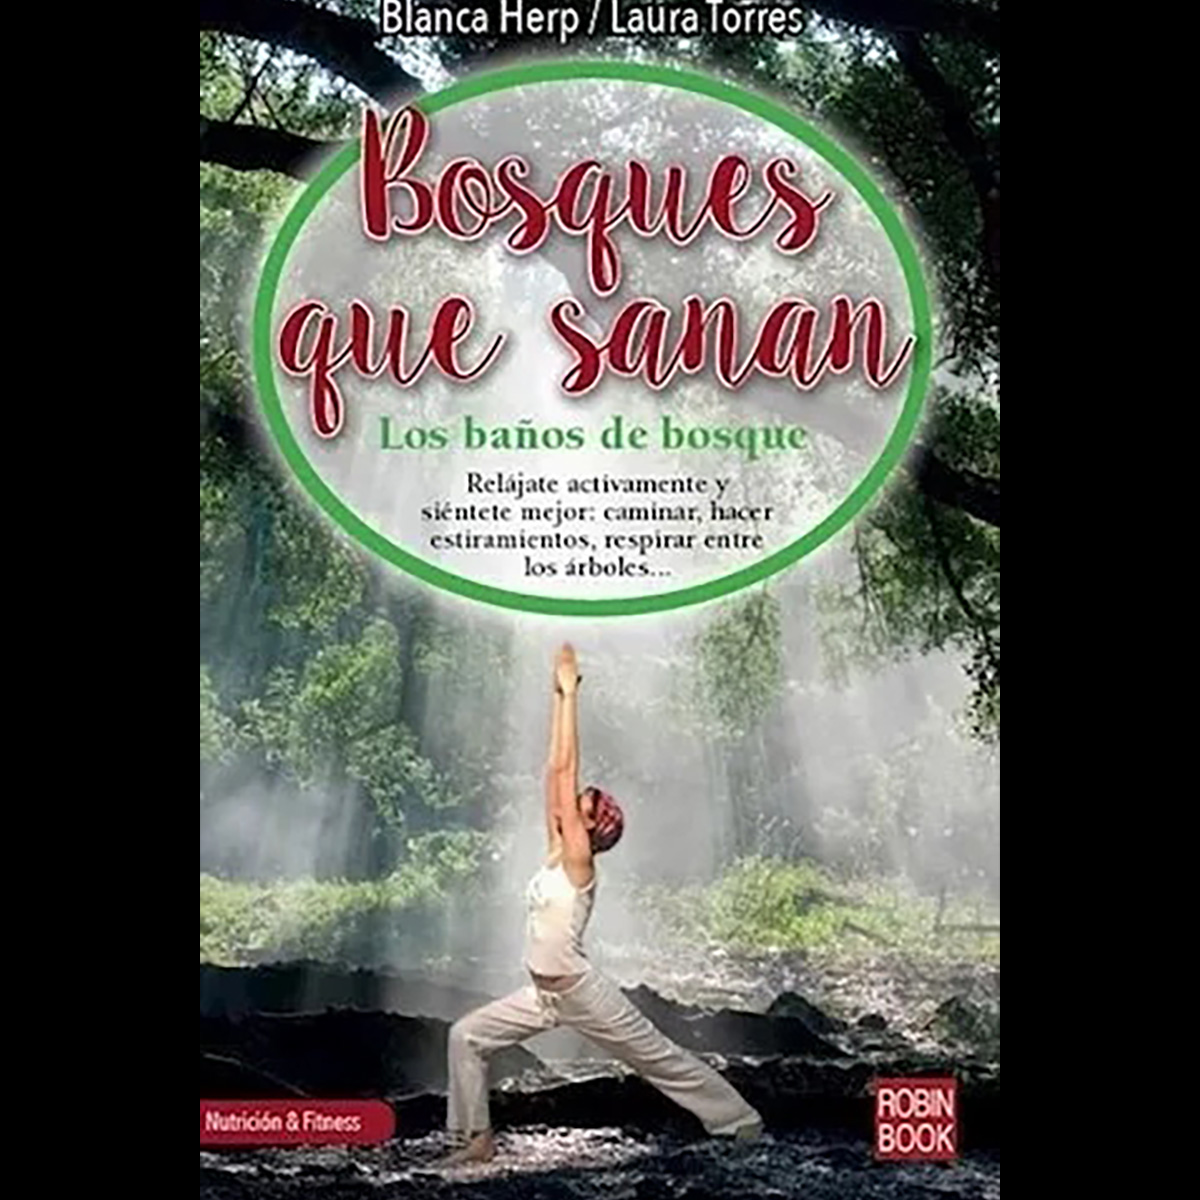 Blanca Herp / Laura Torres
Bosques
que sanan
Los baños de bosque
Relájate activamente y
siéntete mejor: caminar, hacer
estiramientos, respirar entre
los árboles...
Nutrición & Fitness
ROBIN
BOOK